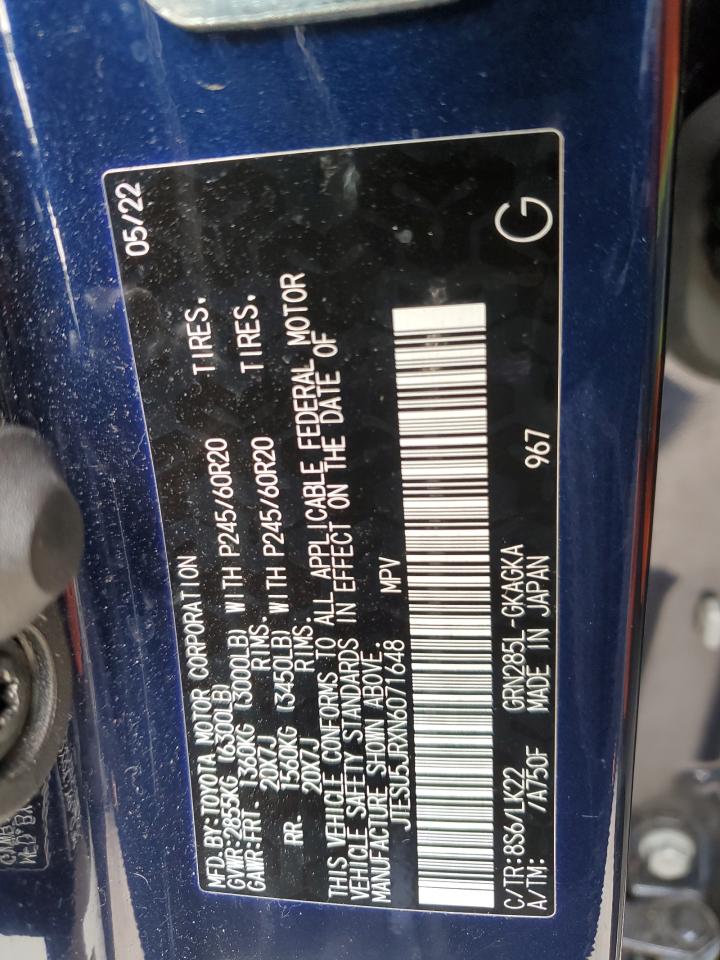 MFD.BY:TOYOTA MOTOR CORPORATION 05/22
GVWR:2855KG (6300LB)
GAWR:FRT. 1360KG (3000LB) WITH P245/60R20 TIRES.
20X7J RIMS.
RR. 1560KG (3450LB) WITH P245/60R20 TIRES.
20X7J RIMS.
THIS VEHICLE CONFORMS TO ALL APPLICABLE FEDERAL MOTOR
VEHICLE SAFETY STANDARDS IN EFFECT ON THE DATE OF
MANUFACTURE SHOWN ABOVE.
JESU5JRXN6071648 MPV
C/TR:8S6/LK22 GRN285L-GKAGKA 967 G
A/TM: /A750F MADE IN JAPAN